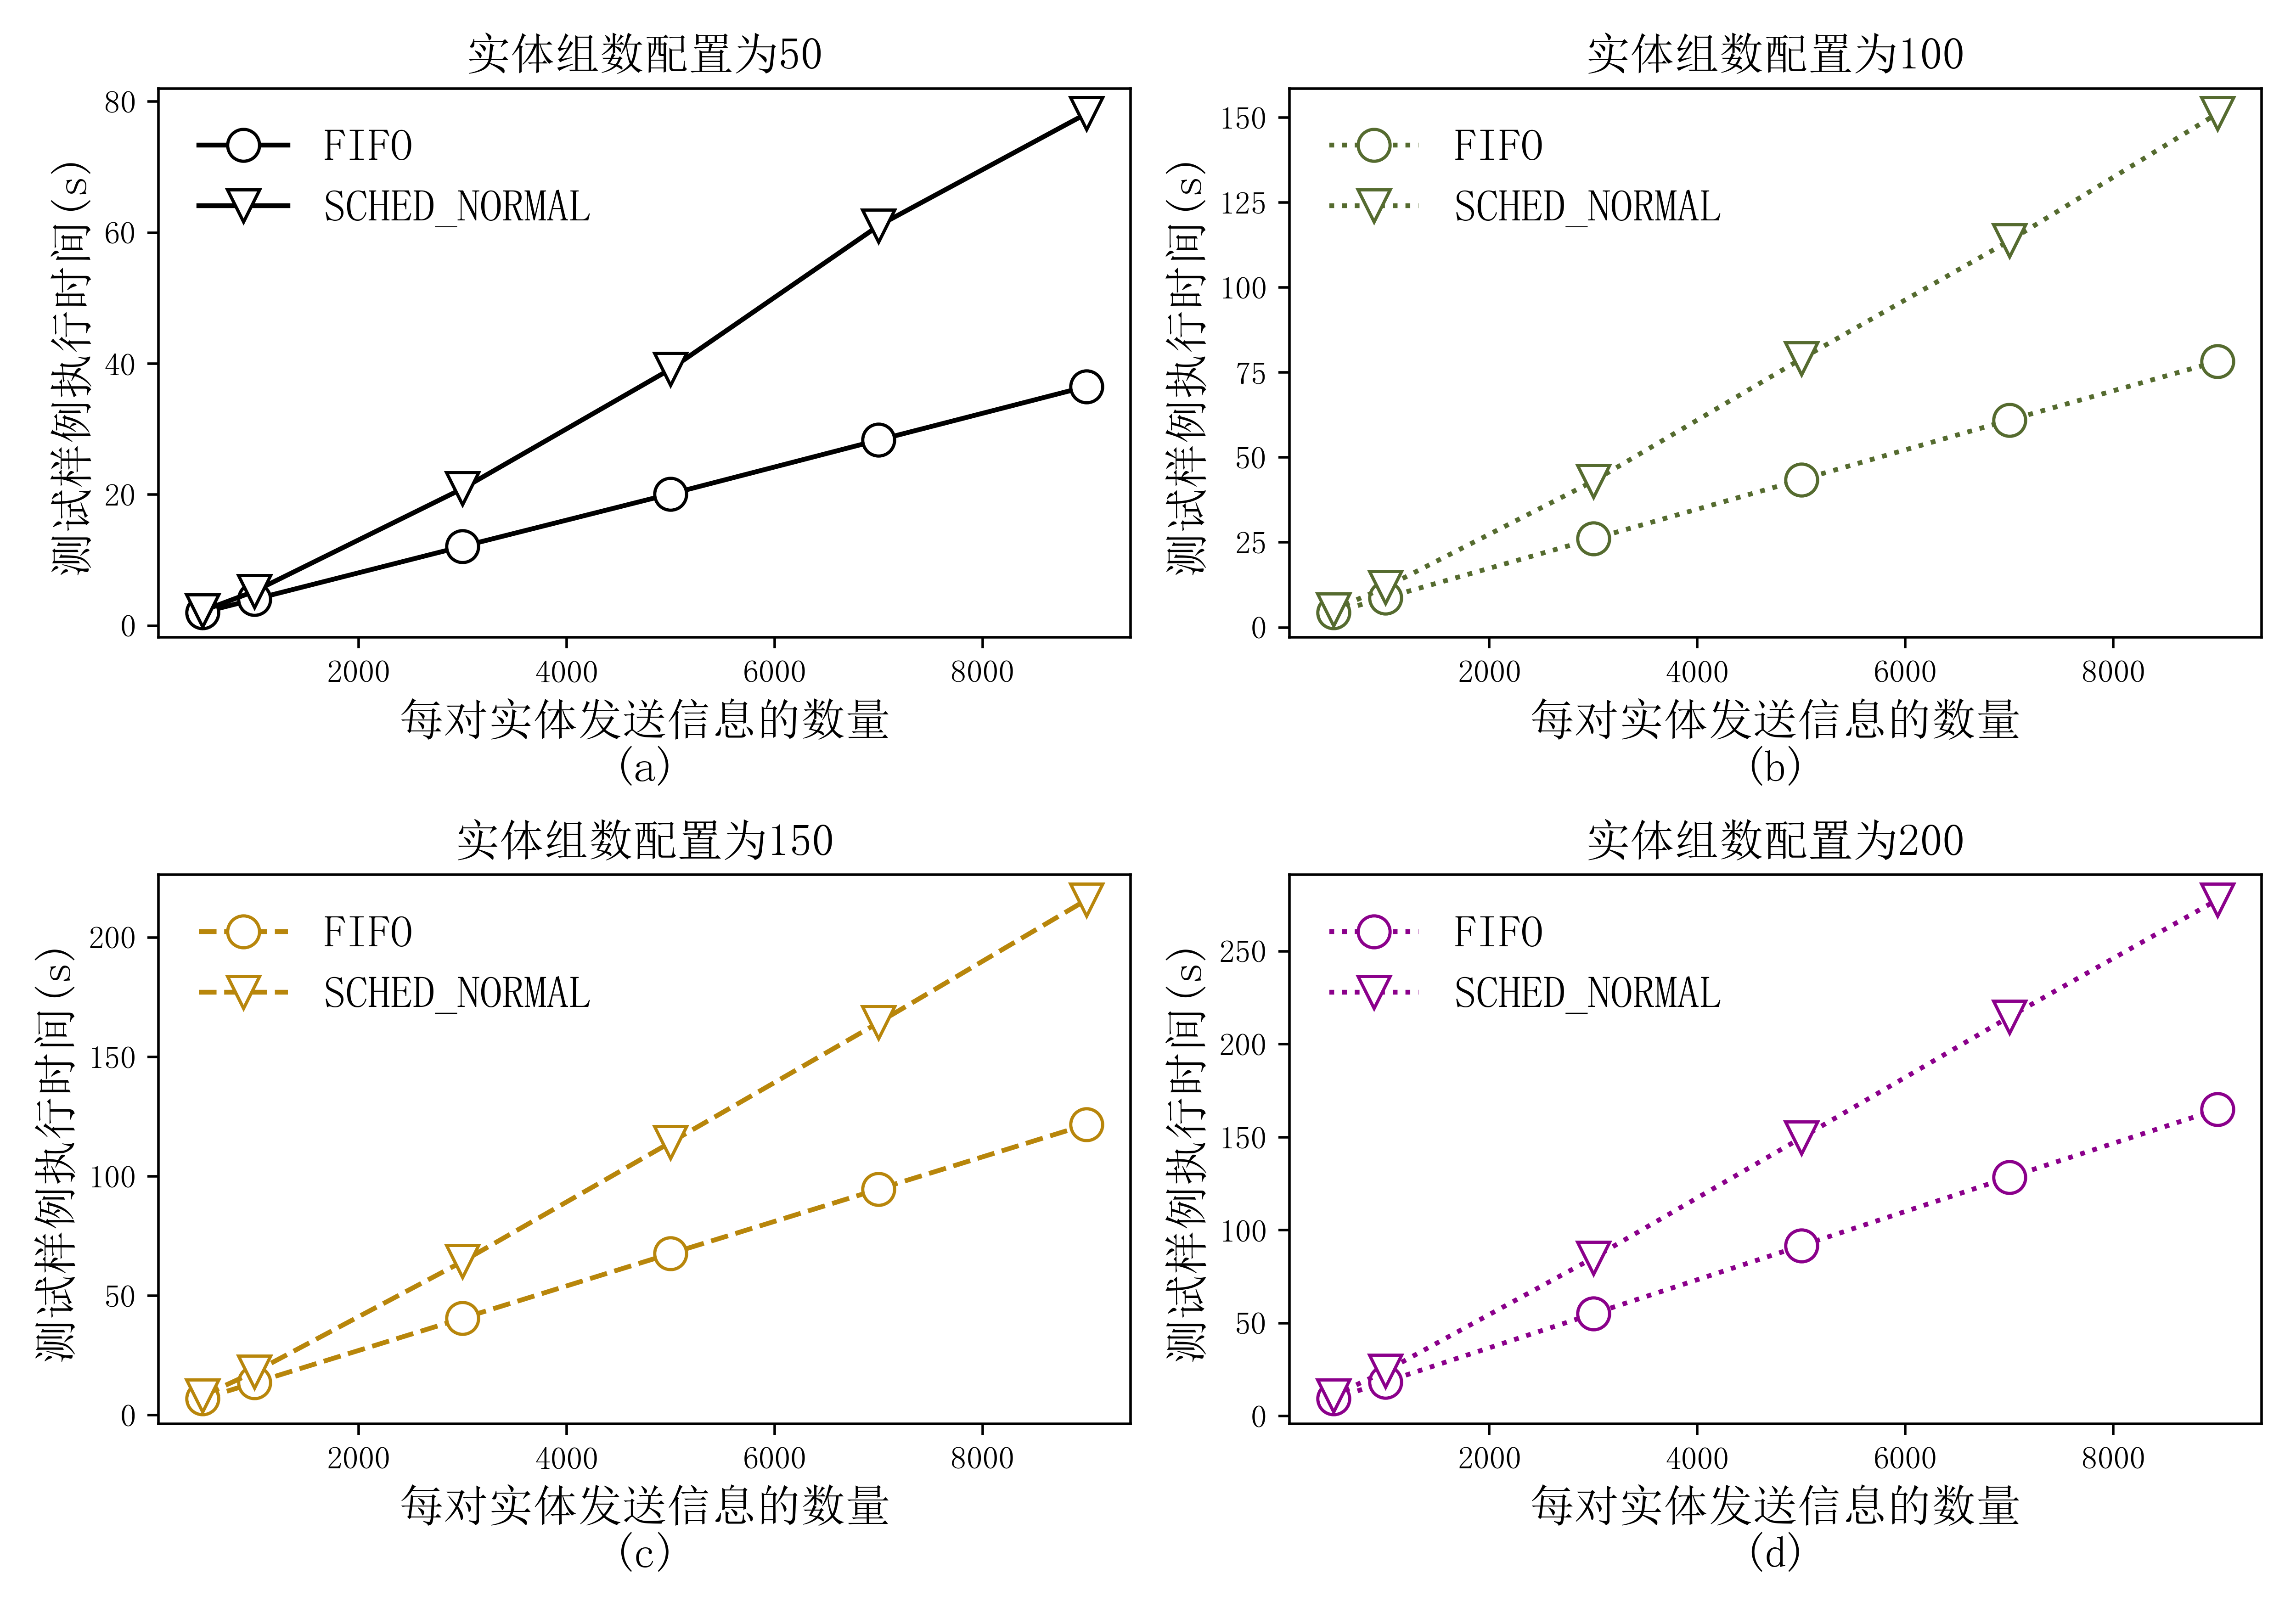 实体组数配置为50
80
60
40
20
0
测试样例执行时间(s)
FIFO
SCHED_NORMAL
2000 4000 6000 8000
每对实体发送信息的数量
(a)
实体组数配置为100
150
125
100
75
50
25
0
测试样例执行时间(s)
FIFO
SCHED_NORMAL
2000 4000 6000 8000
每对实体发送信息的数量
(b)
实体组数配置为150
200
150
100
50
0
测试样例执行时间(s)
FIFO
SCHED_NORMAL
2000 4000 6000 8000
每对实体发送信息的数量
(c)
实体组数配置为200
250
200
150
100
50
0
测试样例执行时间(s)
FIFO
SCHED_NORMAL
2000 4000 6000 8000
每对实体发送信息的数量
(d)